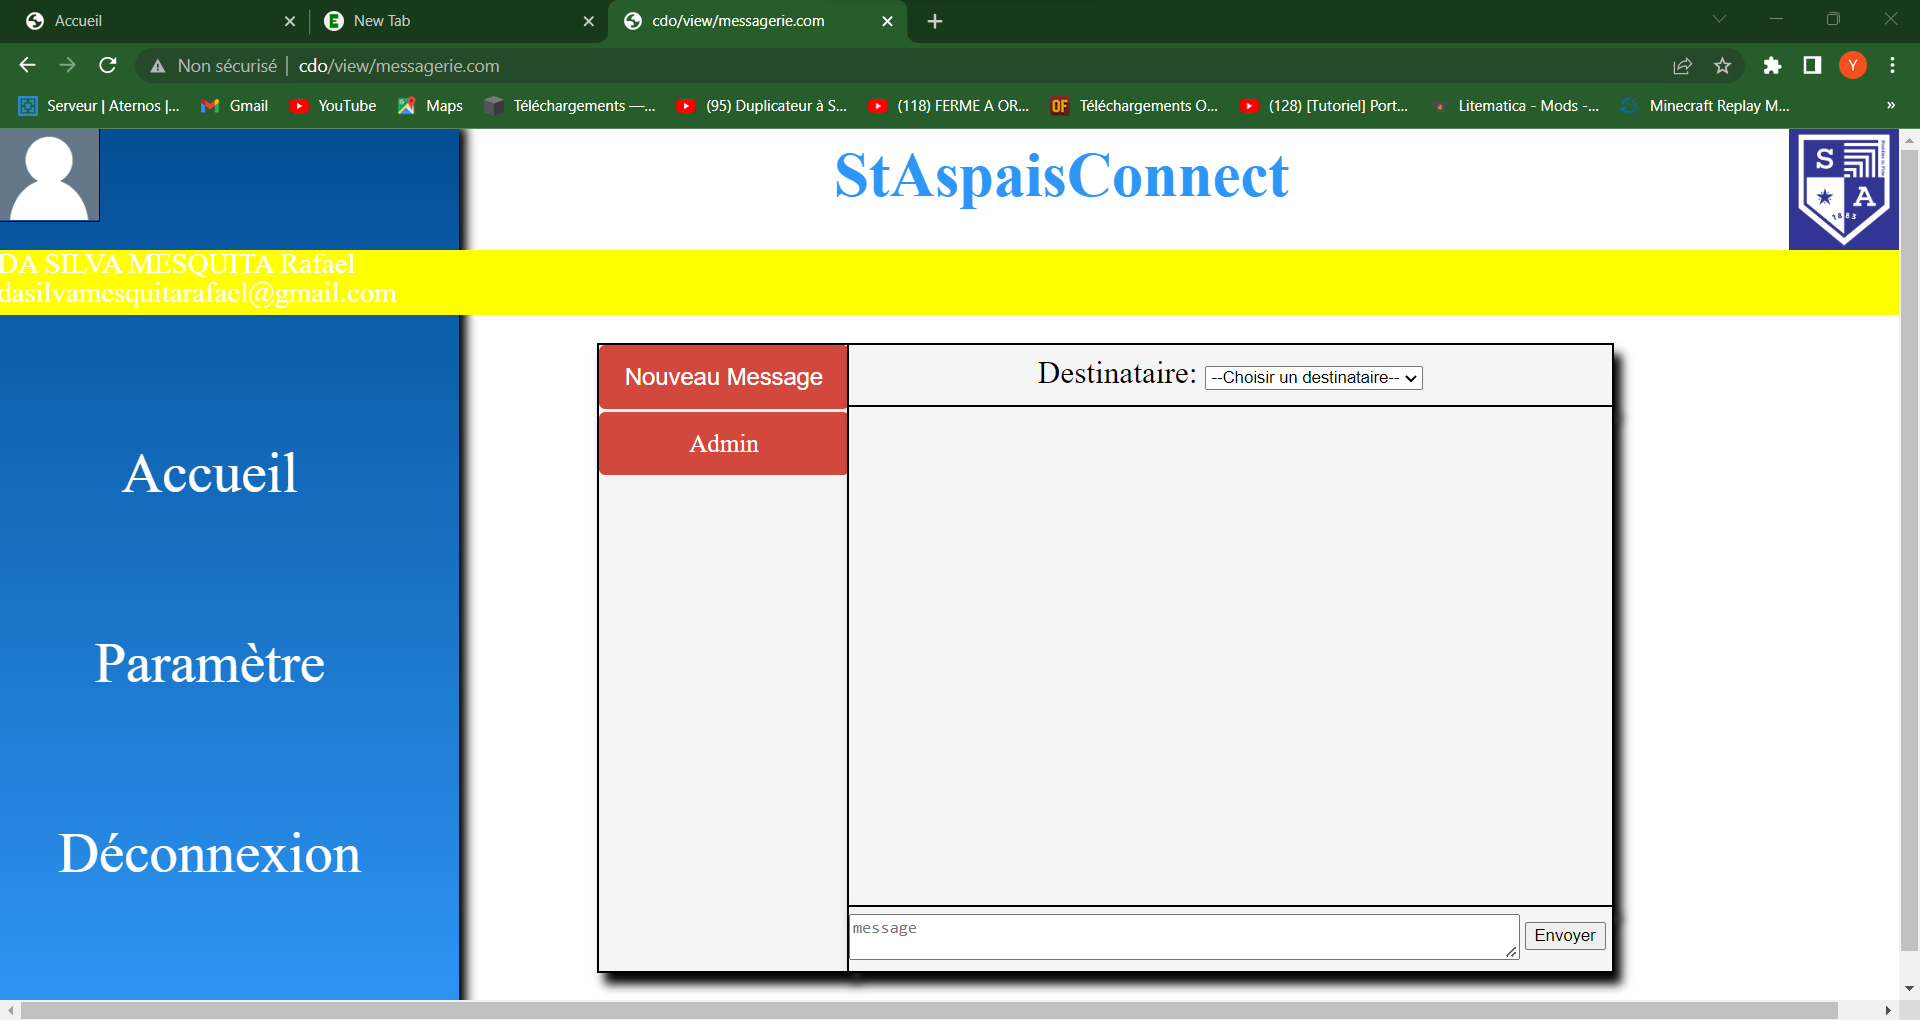 Accueil
New Tab
cdo/view/messagerie.com
Non sécurisé
cdo/view/messagerie.com
Y
Serveur | Aternos |...
Gmail
YouTube
Maps
Téléchargements —...
(95) Duplicateur à S...
(118) FERME A OR...
OF
Téléchargements O...
(128) [Tutoriel] Port...
Litematica - Mods -...
Minecraft Replay M...
»
StAspaisConnect
S
A
1883
DA SILVA MESQUITA Rafael
dasilvamesquitarafael@gmail.com
Nouveau Message
Destinataire: --Choisir un destinataire--
Admin
Accueil
Paramètre
Déconnexion
message
Envoyer